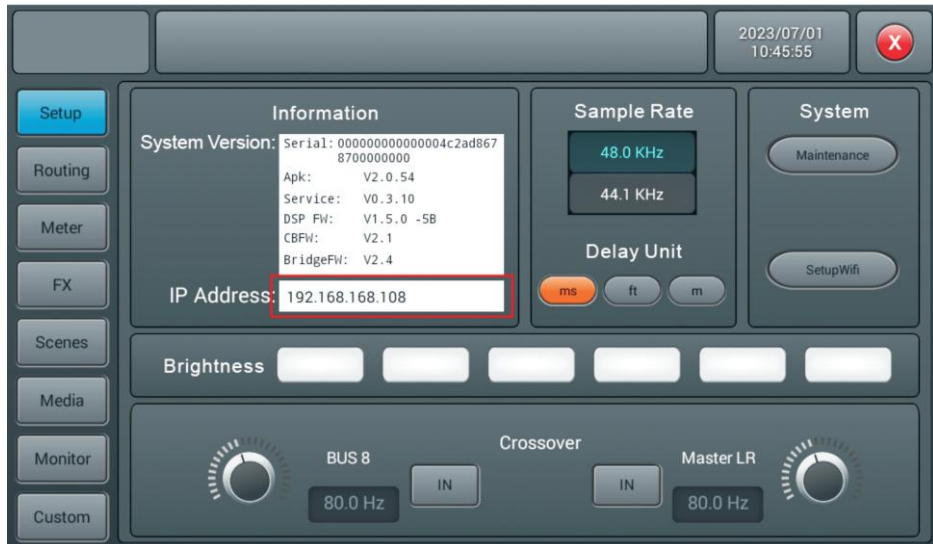 2023/07/01
10:45:55
X
Setup
Routing
Meter
FX
Scenes
Media
Monitor
Custom
Information
System Version:
Serial: 00000000000004c2ad867
8700000000
Apk: V2.0.54
Service: V0.3.10
DSP FW: V1.5.0 -5B
CBFW: V2.1
BridgeFW: V2.4
IP Address: 192.168.168.108
Sample Rate
48.0 KHz
44.1 KHz
Delay Unit
ms ft m
System
Maintenance
SetupWifi
Brightness
Crossover
BUS 8
80.0 Hz
IN
IN
Master LR
80.0 Hz